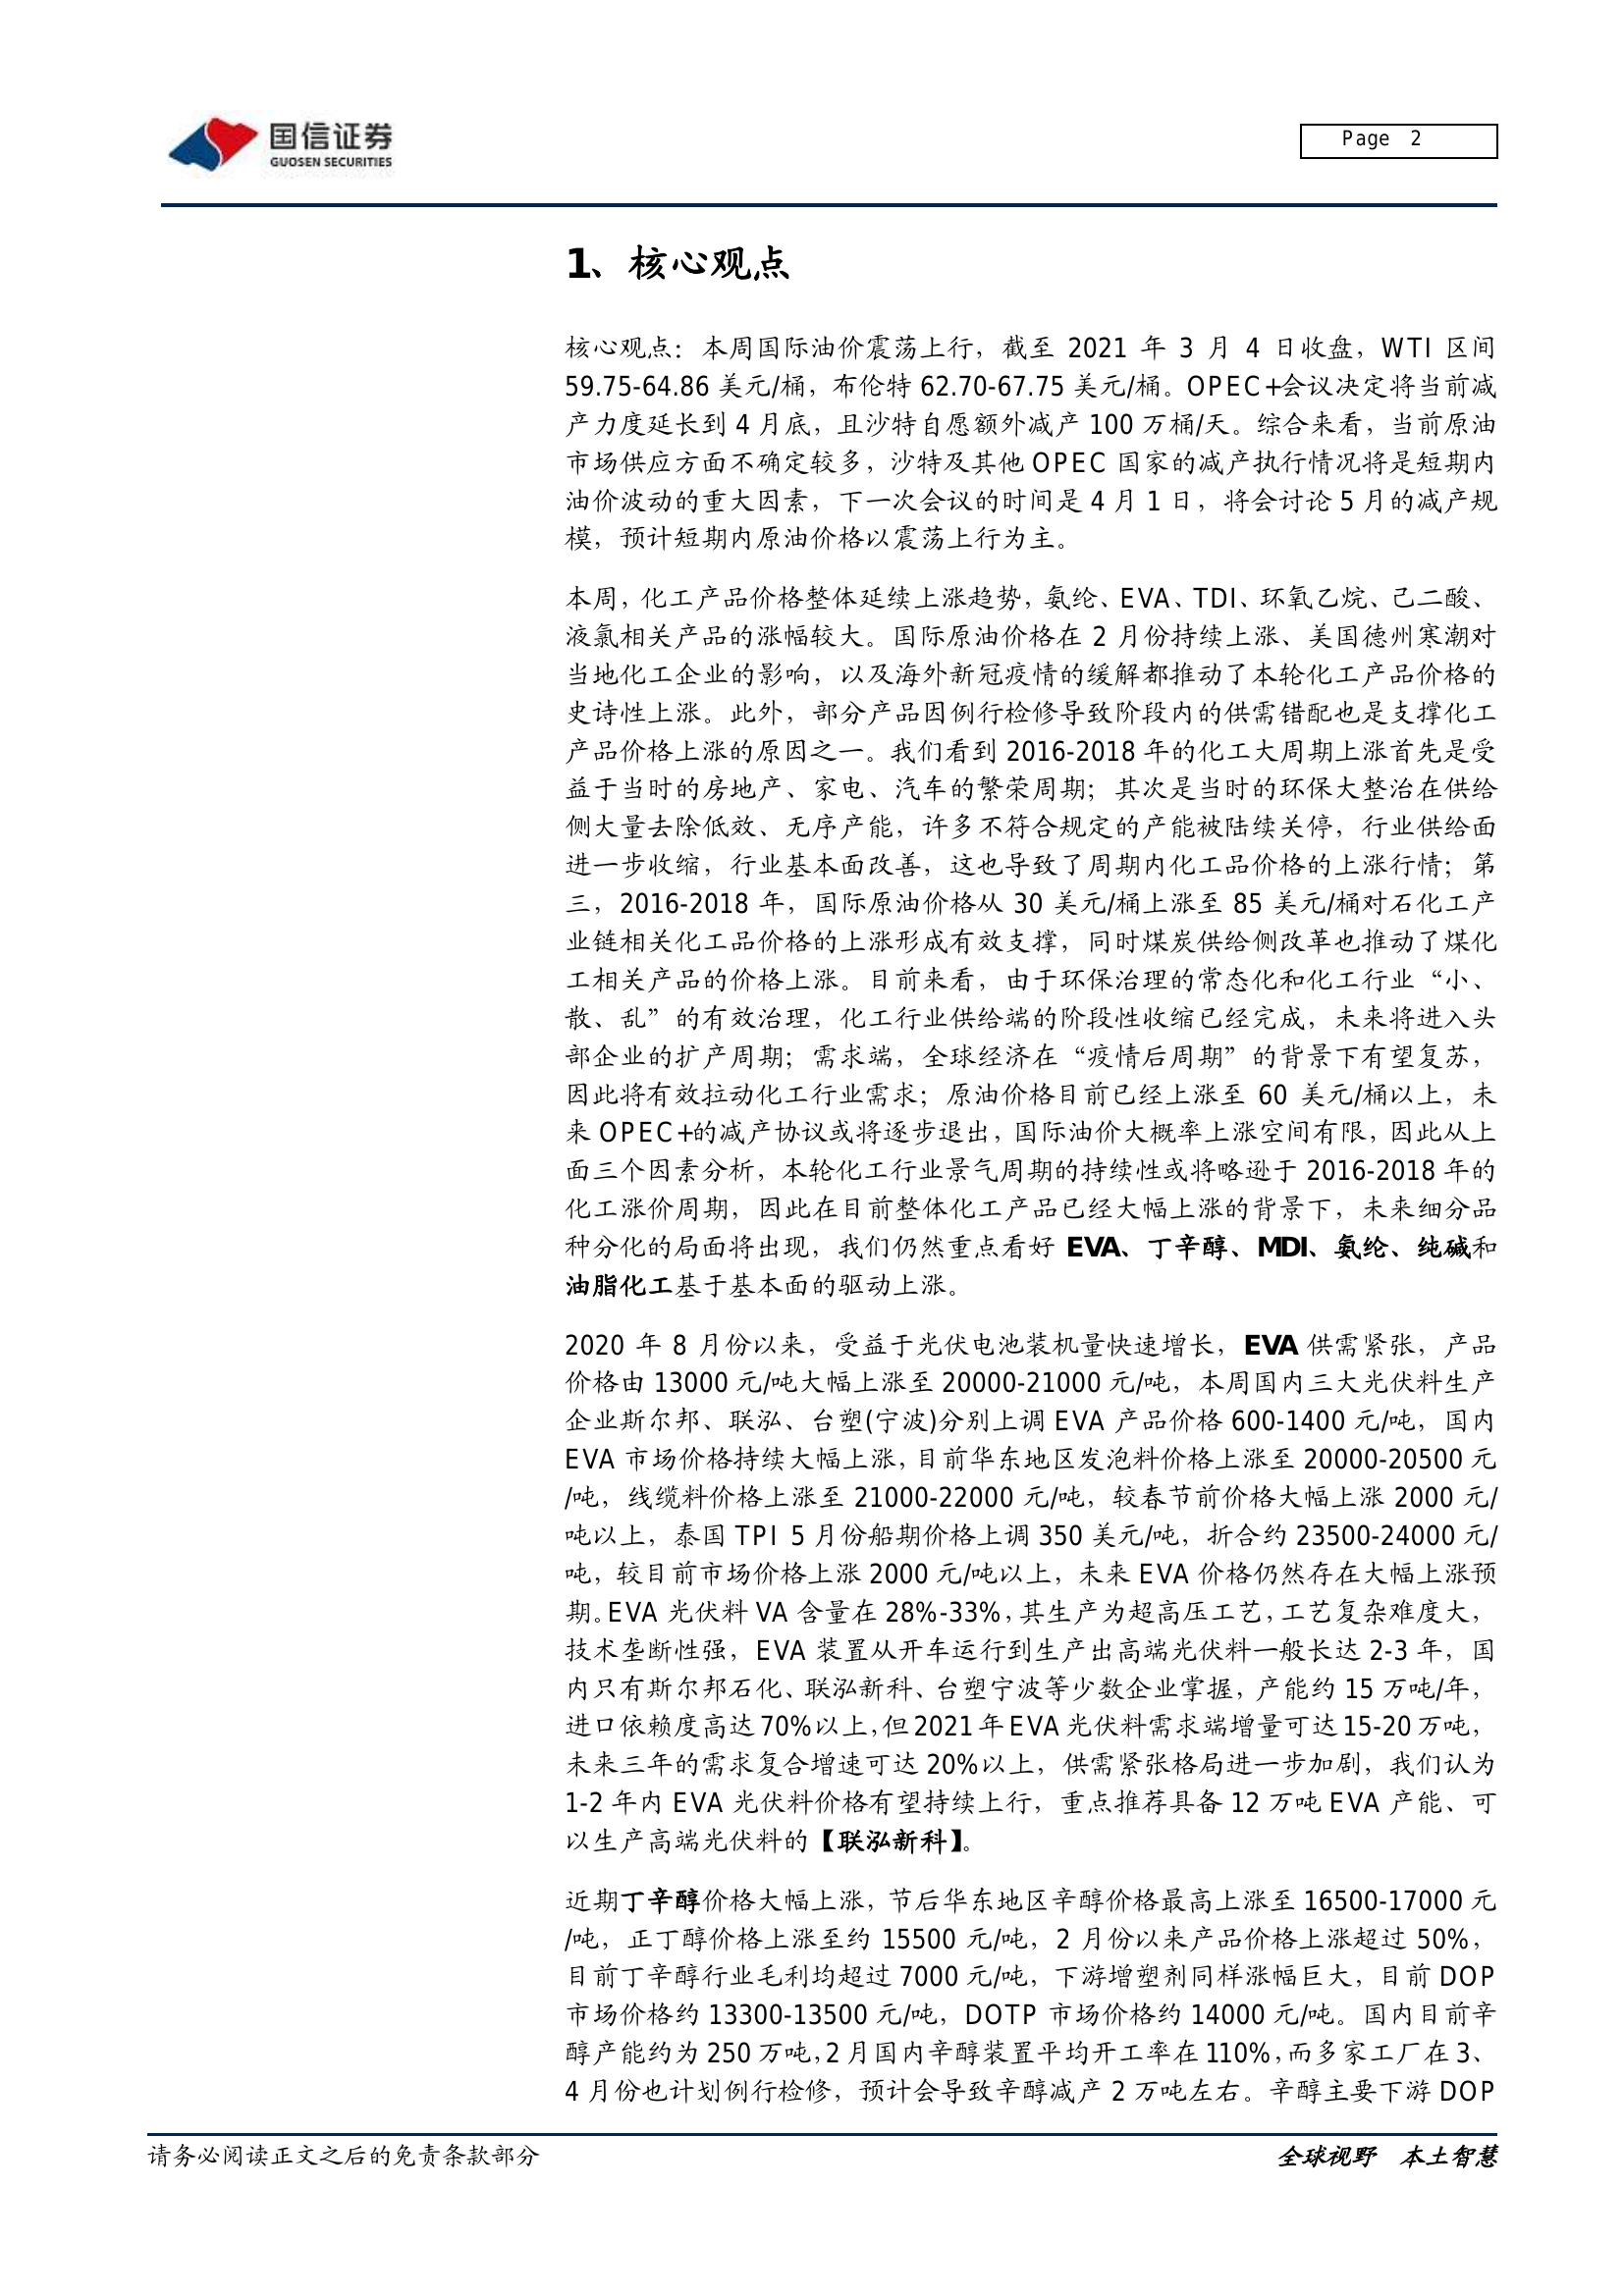 国信证券
GUOSEN SECURITIES
Page 2
1、核心观点
核心观点：本周国际油价震荡上行，截至 2021 年 3 月 4 日收盘，WTI 区间
59.75-64.86 美元/桶，布伦特 62.70-67.75 美元/桶。OPEC+会议决定将当前减
产力度延长到 4 月底，且沙特自愿额外减产 100 万桶/天。综合来看，当前原油
市场供应方面不确定较多，沙特及其他 OPEC 国家的减产执行情况将是短期内
油价波动的重大因素，下一次会议的时间是 4 月 1 日，将会讨论 5 月的减产规
模，预计短期内原油价格以震荡上行为主。
本周，化工产品价格整体延续上涨趋势，氨纶、EVA、TDI、环氧乙烷、己二酸、
液氯相关产品的涨幅较大。国际原油价格在 2 月份持续上涨、美国德州寒潮对
当地化工企业的影响，以及海外新冠疫情的缓解都推动了本轮化工产品价格的
史诗性上涨。此外，部分产品因例行检修导致阶段内的供需错配也是支撑化工
产品价格上涨的原因之一。我们看到 2016-2018 年的化工大周期上涨首先是受
益于当时的房地产、家电、汽车的繁荣周期；其次是当时的环保大整治在供给
侧大量去除低效、无序产能，许多不符合规定的产能被陆续关停，行业供给面
进一步收缩，行业基本面改善，这也导致了周期内化工品价格的上涨行情；第
三，2016-2018 年，国际原油价格从 30 美元/桶上涨至 85 美元/桶对石化工产
业链相关化工品价格的上涨形成有效支撑，同时煤炭供给侧改革也推动了煤化
工相关产品的价格上涨。目前来看，由于环保治理的常态化和化工行业“小、
散、乱”的有效治理，化工行业供给端的阶段性收缩已经完成，未来将进入头
部企业的扩产周期；需求端，全球经济在“疫情后周期”的背景下有望复苏，
因此将有效拉动化工行业需求；原油价格目前已经上涨至 60 美元/桶以上，未
来 OPEC+的减产协议或将逐步退出，国际油价大概率上涨空间有限，因此从上
面三个因素分析，本轮化工行业景气周期的持续性或将略逊于 2016-2018 年的
化工涨价周期，因此在目前整体化工产品已经大幅上涨的背景下，未来细分品
种分化的局面将出现，我们仍然重点看好 EVA、丁辛醇、MDI、氨纶、纯碱和
油脂化工基于基本面的驱动上涨。
2020 年 8 月份以来，受益于光伏电池装机量快速增长，EVA 供需紧张，产品
价格由 13000 元/吨大幅上涨至 20000-21000 元/吨，本周国内三大光伏料生产
企业斯尔邦、联泓、台塑(宁波)分别上调 EVA 产品价格 600-1400 元/吨，国内
EVA 市场价格持续大幅上涨，目前华东地区发泡料价格上涨至 20000-20500 元
/吨，线缆料价格上涨至 21000-22000 元/吨，较春节前价格大幅上涨 2000 元/
吨以上，泰国 TPI 5 月份船期价格上调 350 美元/吨，折合约 23500-24000 元/
吨，较目前市场价格上涨 2000 元/吨以上，未来 EVA 价格仍然存在大幅上涨预
期。EVA 光伏料 VA 含量在 28%-33%，其生产为超高压工艺，工艺复杂难度大，
技术垄断性强，EVA 装置从开车运行到生产出高端光伏料一般长达 2-3 年，国
内只有斯尔邦石化、联泓新科、台塑宁波等少数企业掌握，产能约 15 万吨/年，
进口依赖度高达 70%以上，但 2021 年 EVA 光伏料需求端增量可达 15-20 万吨，
未来三年的需求复合增速可达 20%以上，供需紧张格局进一步加剧，我们认为
1-2 年内 EVA 光伏料价格有望持续上行，重点推荐具备 12 万吨 EVA 产能、可
以生产高端光伏料的【联泓新科】。
近期丁辛醇价格大幅上涨，节后华东地区辛醇价格最高上涨至 16500-17000 元
/吨，正丁醇价格上涨至约 15500 元/吨，2 月份以来产品价格上涨超过 50%，
目前丁辛醇行业毛利均超过 7000 元/吨，下游增塑剂同样涨幅巨大，目前 DOP
市场价格约 13300-13500 元/吨，DOTP 市场价格约 14000 元/吨。国内目前辛
醇产能约为 250 万吨，2 月国内辛醇装置平均开工率在 110%，而多家工厂在 3、
4 月份也计划例行检修，预计会导致辛醇减产 2 万吨左右。辛醇主要下游 DOP
请务必阅读正文之后的免责条款部分
全球视野 本土智慧